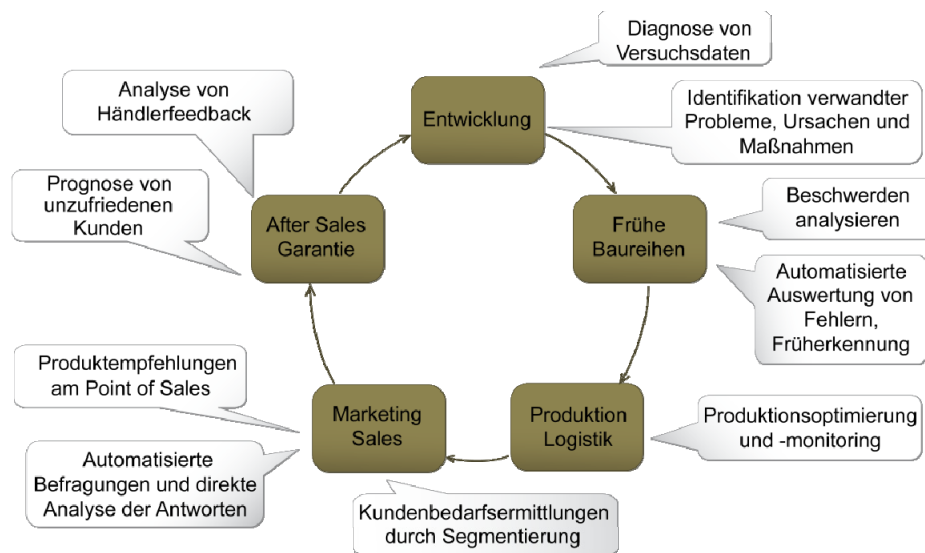 Diagnose von
Versuchsdaten
Analyse von
Händlerfeedback
Entwicklung
Identifikation verwandter
Probleme, Ursachen und
Maßnahmen
Prognose von
unzufriedenen
Kunden
After Sales
Garantie
Frühe
Baureihen
Beschwerden
analysieren
Automatisierte
Auswertung von
Fehlern,
Früherkennung
Produktempfehlungen
am Point of Sales
Marketing
Sales
Produktion
Logistik
Produktionsoptimierung
und -monitoring
Automatisierte
Befragungen und direkte
Analyse der Antworten
Kundenbedarfsermittlungen
durch Segmentierung